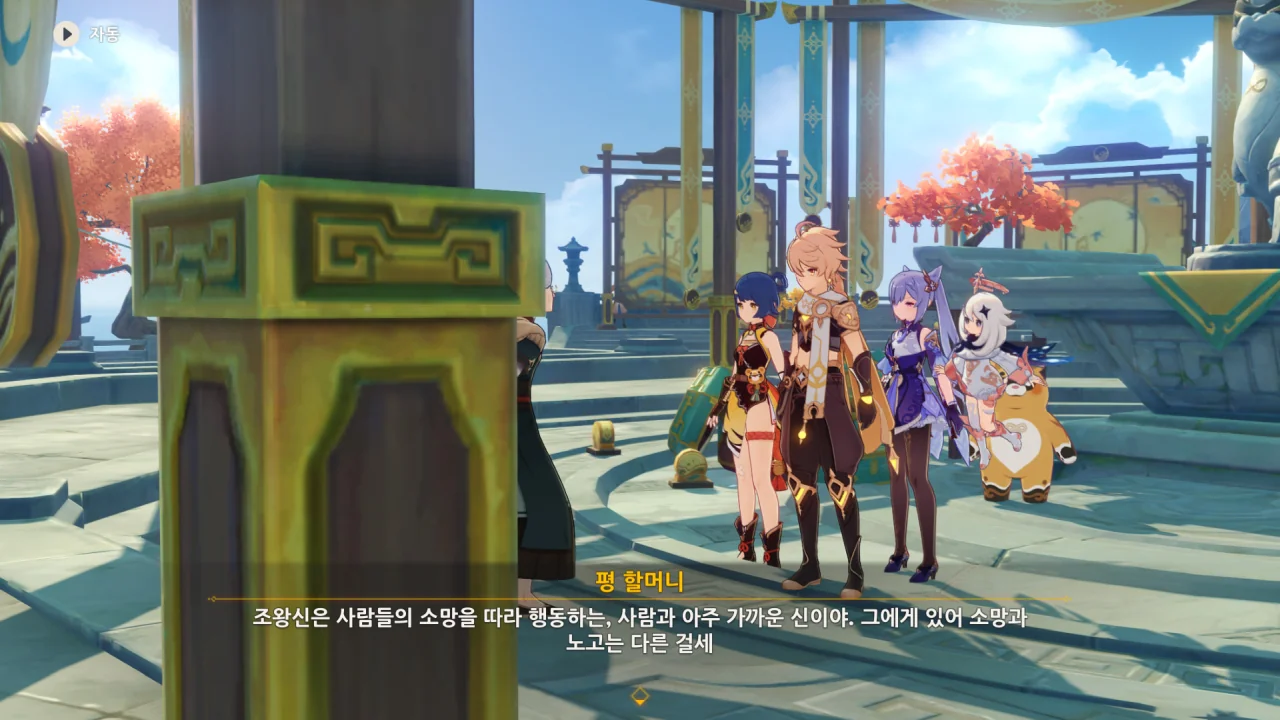 자동
평 할머니
조왕신은 사람들의 소망을 따라 행동하는, 사람과 아주 가까운 신이야. 그에게 있어 소망과
노고는 다른 걸세